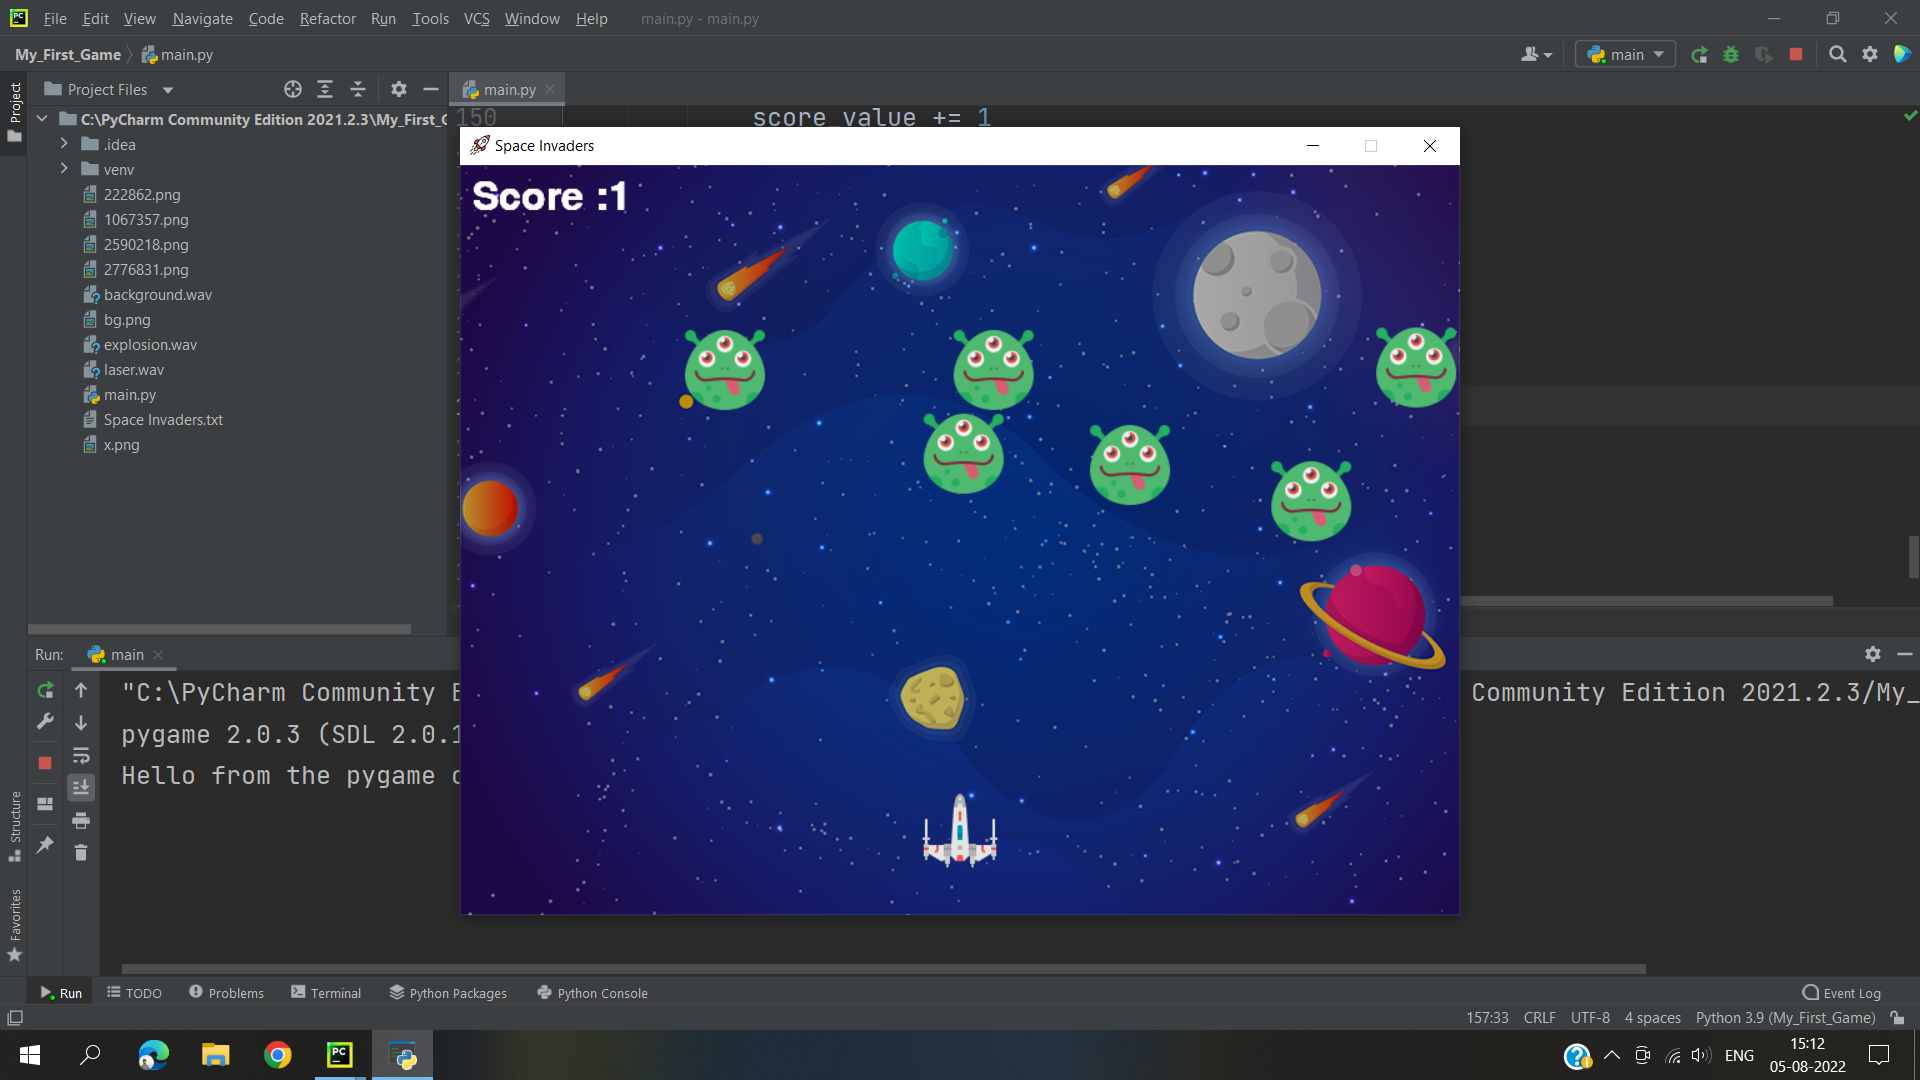 File Edit View Navigate Code Refactor Run Tools VCS Window Help main.py - main.py
My_First_Game main.py
main
Project
Project Files
main.py
C:\PyCharm Community Edition 2021.2.3\My_First_G
150 score_value += 1
.idea
venv
222862.png
1067357.png
2590218.png
2776831.png
background.wav
bg.png
explosion.wav
laser.wav
main.py
Space Invaders.txt
x.png
Space Invaders
Score :1
Run: main
"C:\PyCharm Community E Community Edition 2021.2.3/My_
pygame 2.0.3 (SDL 2.0.1
Hello from the pygame c
Structure
Favorites
Run TODO Problems Terminal Python Packages Python Console Event Log
157:33 CRLF UTF-8 4 spaces Python 3.9 (My_First_Game)
PC
ENG
15:12
05-08-2022